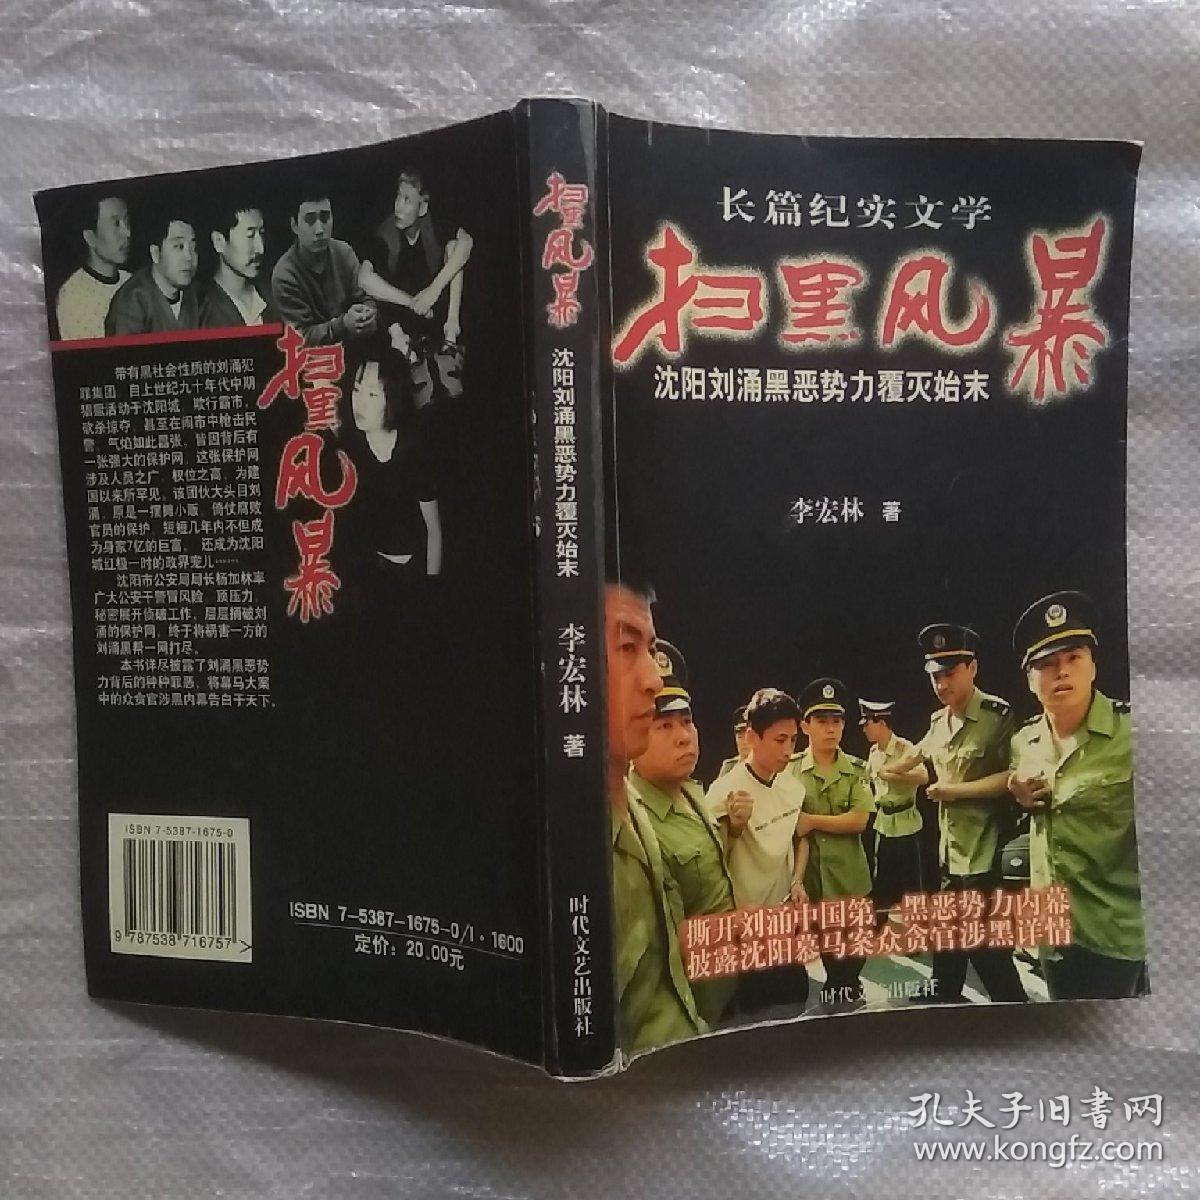 长篇纪实文学
扫黑风暴
沈阳刘涌黑恶势力覆灭始末
李宏林 著
撕开刘涌中国第一黑恶势力内幕
披露沈阳慕马案众贪官涉黑详情
时代文艺出版社
扫黑风暴
沈阳刘涌黑恶势力覆灭始末
李宏林 著
时代文艺出版社
扫黑风暴
带有黑社会性质的刘涌犯
罪集团，自上世纪九十年代中期
猖獗活动于沈阳城，欺行霸市，
砍杀掠夺，甚至在闹市中枪击民
警，气焰如此嚣张，皆因背后有
一张强大的保护网，这张保护网
涉及人员之广，权位之高，为建
国以来所罕见。该团伙大头目刘
涌，原是一摆摊小贩，倚仗腐败
官员的保护，短短几年内不但成
为身家7亿的巨富，还成为沈阳
城红极一时的政界宠儿……
沈阳市公安局局长杨加林率
广大公安干警冒风险，顶压力，
秘密展开侦破工作，层层捅破刘
涌的保护网，终于将祸害一方的
刘涌黑帮一网打尽。
本书详尽披露了刘涌黑恶势
力背后的种种罪恶，将慕马大案
中的众贪官涉黑内幕告白于天下。
ISBN 7-5387-1675-0
9 787538 716757
ISBN 7-5387-1675-0/I·1600
定价：20.00元
孔夫子旧书网
www.kongfz.com